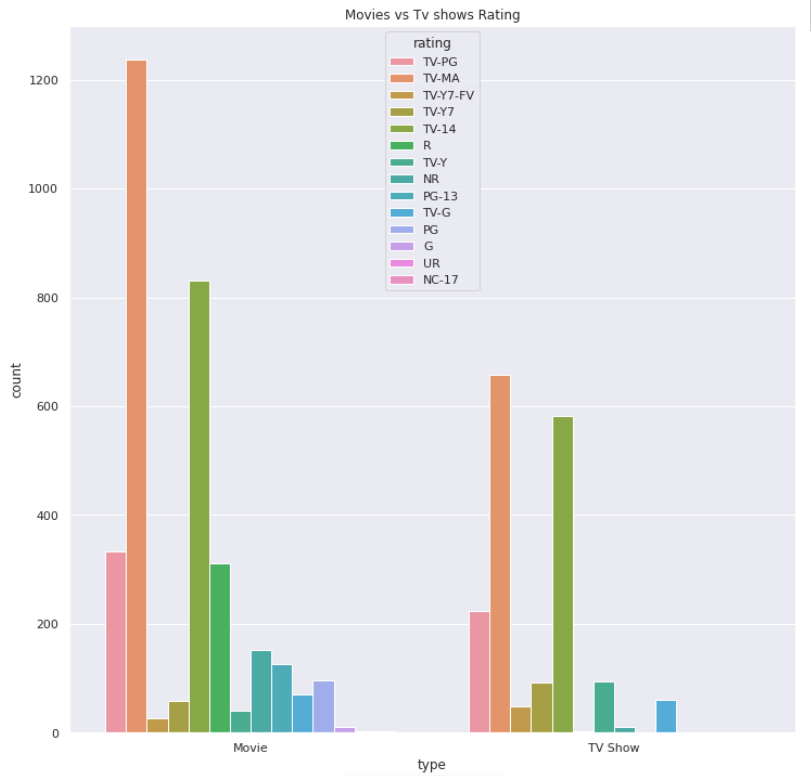 Movies vs Tv shows Rating
rating
TV-PG
TV-MA
TV-Y7-FV
TV-Y7
TV-14
R
TV-Y
NR
PG-13
TV-G
PG
G
UR
NC-17
1200
1000
800
600
400
200
0
count
Movie
TV Show
type